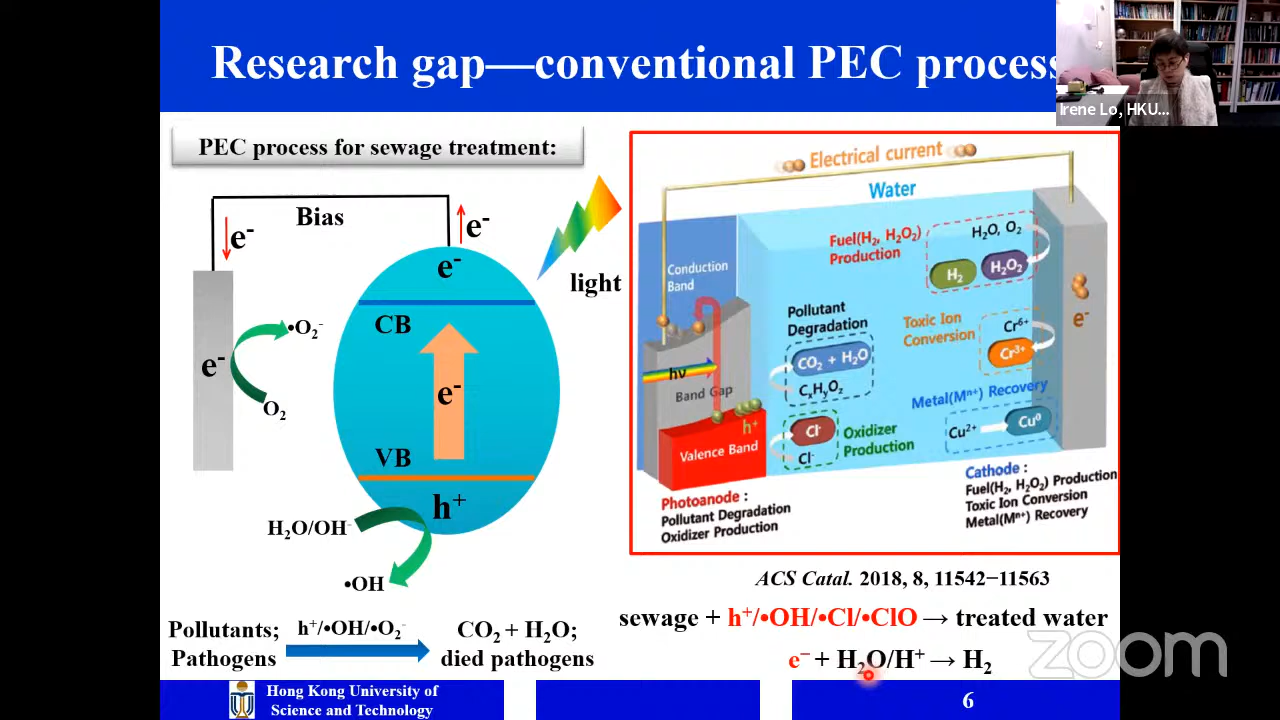 Research gap—conventional PEC process
Irene Lo, HKU...
PEC process for sewage treatment:
Bias
e-
e-
e-
light
CB
•O2-
e-
e-
O2
VB
h+
H2O/OH-
•OH
Pollutants;
Pathogens
h+/•OH/•O2-
CO2 + H2O;
died pathogens
Electrical current
Water
Fuel(H2, H2O2)
Production
H2O, O2
H2
H2O2
Conduction
Band
Pollutant
Degradation
Toxic Ion
Conversion
Cr6+
Cr3+
e-
CO2 + H2O
CxHyO2
hν
Band Gap
Metal(Mn+) Recovery
Cu2+
Cu0
h+
Cl-
Cl-
Oxidizer
Production
Valence Band
Photoanode :
Pollutant Degradation
Oxidizer Production
Cathode :
Fuel(H2, H2O2) Production
Toxic Ion Conversion
Metal(Mn+) Recovery
ACS Catal. 2018, 8, 11542−11563
sewage + h+/•OH/•Cl/•ClO → treated water
e− + H2O/H+ → H2
zoom
Hong Kong University of
Science and Technology
6